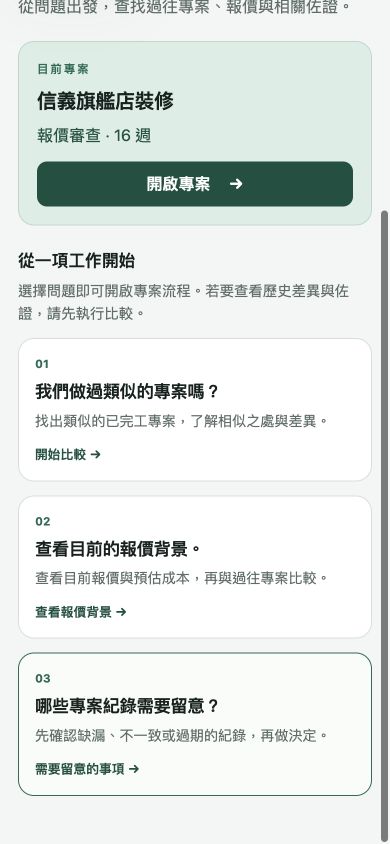 從問題出發，查找過往專案、報價與相關佐證。
目前專案
信義旗艦店裝修
報價審查 · 16 週
開啟專案 →
從一項工作開始
選擇問題即可開啟專案流程。若要查看歷史差異與佐
證，請先執行比較。
01
我們做過類似的專案嗎？
找出類似的已完工專案，了解相似之處與差異。
開始比較 →
02
查看目前的報價背景。
查看目前報價與預估成本，再與過往專案比較。
查看報價背景 →
03
哪些專案紀錄需要留意？
先確認缺漏、不一致或過期的紀錄，再做決定。
需要留意的事項 →